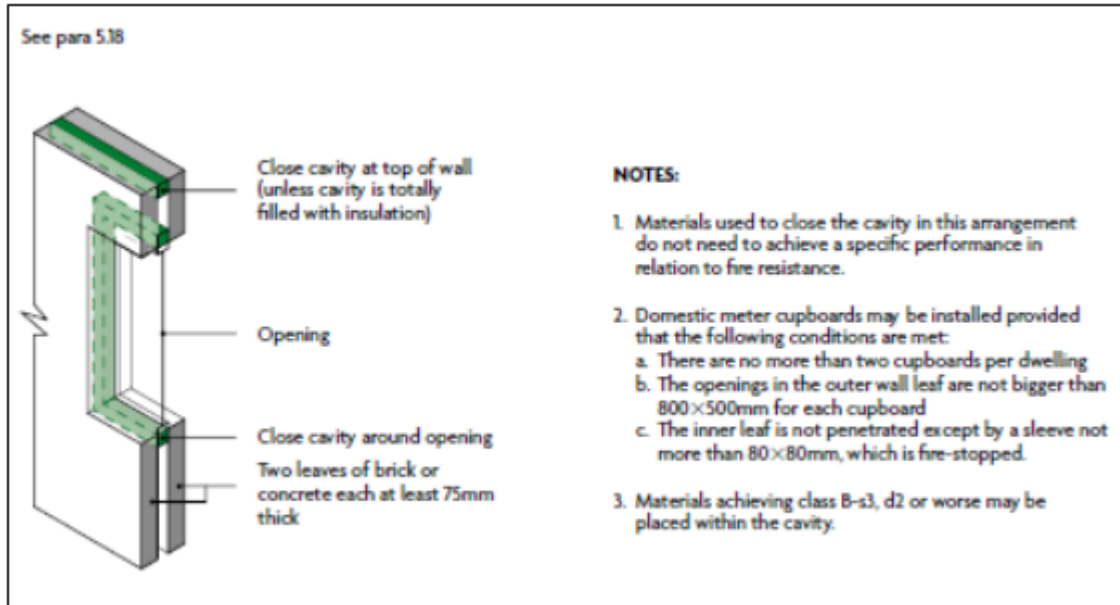 See para 5.18
Close cavity at top of wall
(unless cavity is totally
filled with insulation)
Opening
Close cavity around opening
Two leaves of brick or
concrete each at least 75mm
thick
NOTES:
1. Materials used to close the cavity in this arrangement
do not need to achieve a specific performance in
relation to fire resistance.
2. Domestic meter cupboards may be installed provided
that the following conditions are met:
a. There are no more than two cupboards per dwelling
b. The openings in the outer wall leaf are not bigger than
800×500mm for each cupboard
c. The inner leaf is not penetrated except by a sleeve not
more than 80×80mm, which is fire-stopped.
3. Materials achieving class B-s3, d2 or worse may be
placed within the cavity.